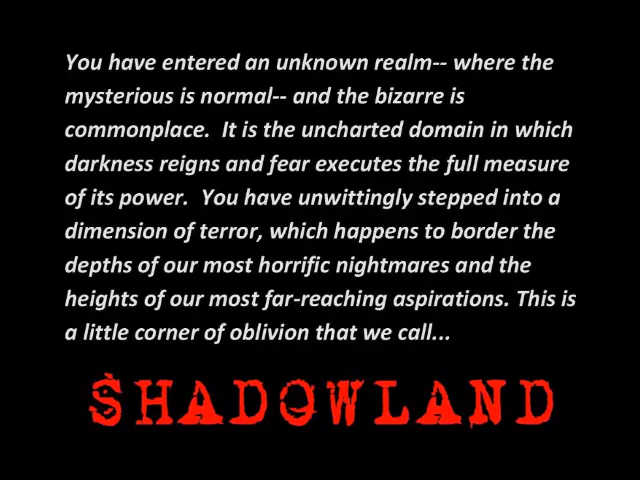 You have entered an unknown realm-- where the
mysterious is normal-- and the bizarre is
commonplace.  It is the uncharted domain in which
darkness reigns and fear executes the full measure
of its power.  You have unwittingly stepped into a
dimension of terror, which happens to border the
depths of our most horrific nightmares and the
heights of our most far-reaching aspirations. This is
a little corner of oblivion that we call...
SHADOWLAND